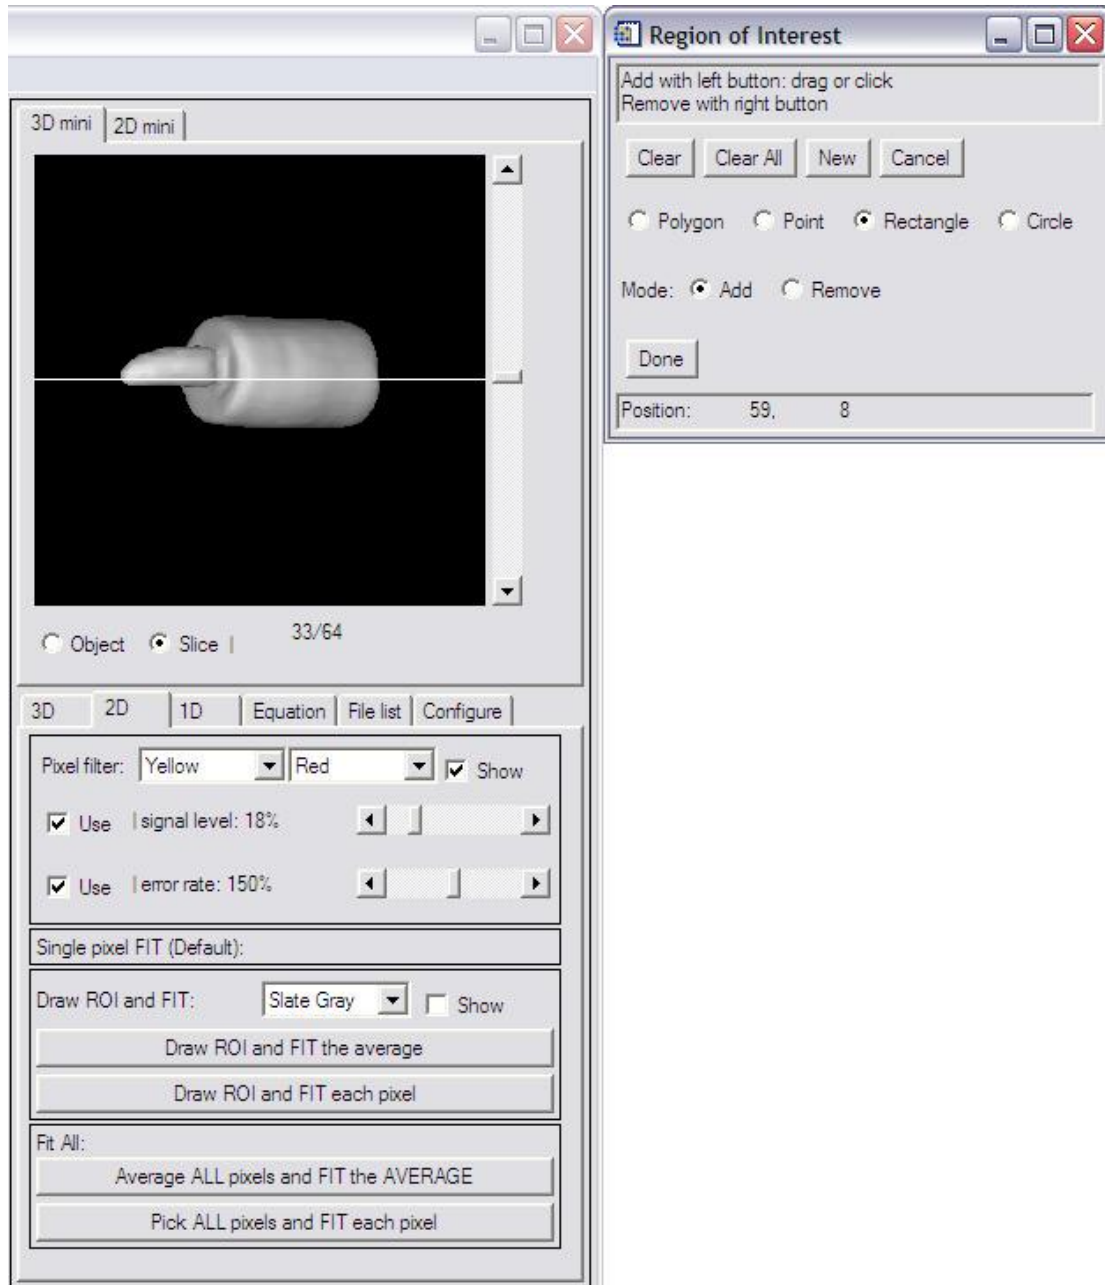 Region of Interest
Add with left button: drag or click
Remove with right button
Clear Clear All New Cancel
Polygon Point Rectangle Circle
Mode: Add Remove
Done
Position: 59, 8
3D mini 2D mini
Object Slice 33/64
3D 2D 1D Equation File list Configure
Pixel filter: Yellow Red Show
Use signal level: 18%
Use error rate: 150%
Single pixel FIT (Default):
Draw ROI and FIT: Slate Gray Show
Draw ROI and FIT the average
Draw ROI and FIT each pixel
Fit All:
Average ALL pixels and FIT the AVERAGE
Pick ALL pixels and FIT each pixel